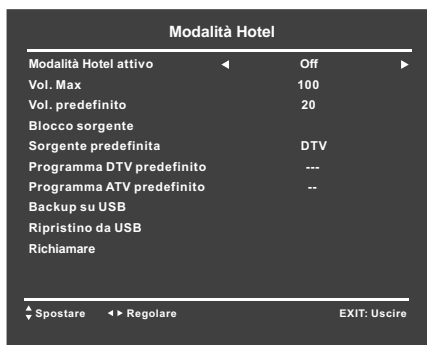 Modalità Hotel
Modalità Hotel attivo ◄ Off ►
Vol. Max 100
Vol. predefinito 20
Blocco sorgente
Sorgente predefinita DTV
Programma DTV predefinito ---
Programma ATV predefinito --
Backup su USB
Ripristino da USB
Richiamare
Spostare ◄► Regolare EXIT: Uscire